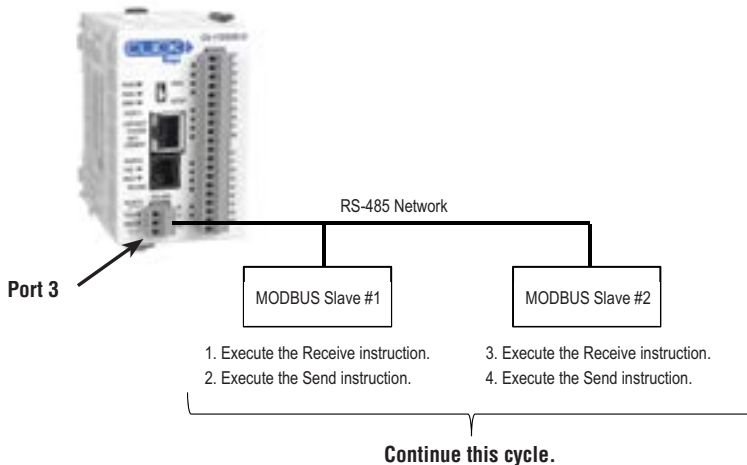 CLICK
RS-485 Network
Port 3
MODBUS Slave #1
MODBUS Slave #2
1. Execute the Receive instruction.
2. Execute the Send instruction.
3. Execute the Receive instruction.
4. Execute the Send instruction.
Continue this cycle.